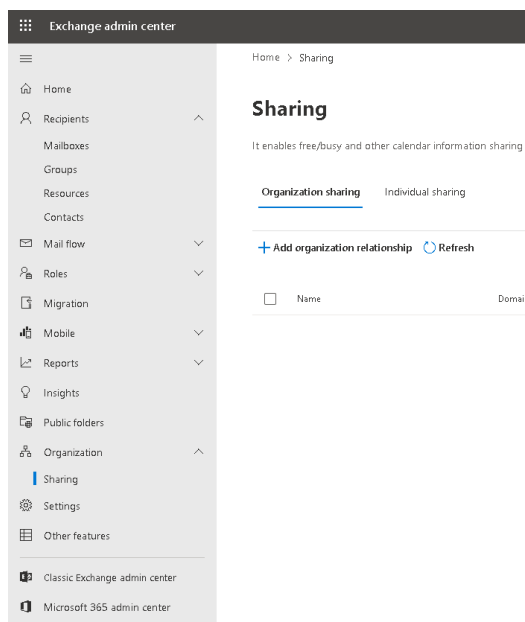 Exchange admin center
Home > Sharing
Home
Recipients
Mailboxes
Groups
Resources
Contacts
Mail flow
Roles
Migration
Mobile
Reports
Insights
Public folders
Organization
Sharing
Settings
Other features
Classic Exchange admin center
Microsoft 365 admin center
Sharing
It enables free/busy and other calendar information sharing
Organization sharing Individual sharing
Add organization relationship Refresh
Name Domai